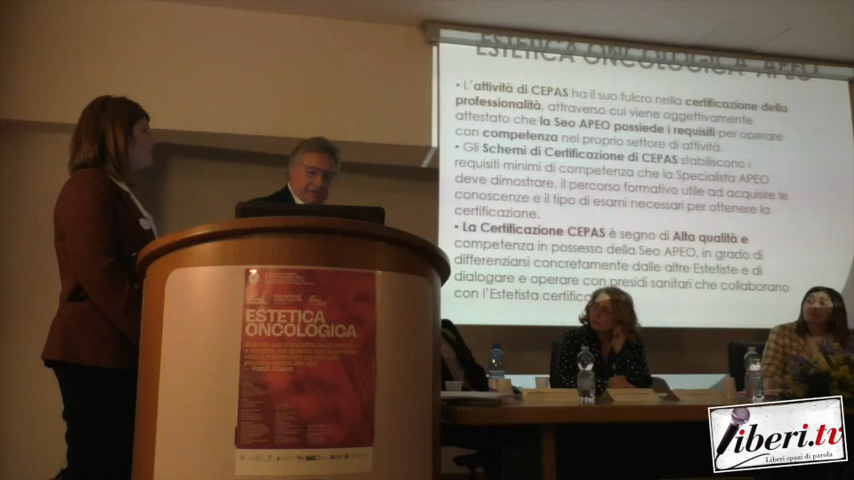 ESTETICA ONCOLOGICA APEO
• L'attività di CEPAS ha il suo fulcro nella certificazione della
professionalità, attraverso cui viene oggettivamente
attestato che la Seo APEO possiede i requisiti per operare
con competenza nel proprio settore di attività.
• Gli Schemi di Certificazione di CEPAS stabiliscono i
requisiti minimi di competenza che la Specialista APEO
deve dimostrare, il percorso formativo utile ad acquisire le
conoscenze e il tipo di esami necessari per ottenere la
certificazione.
• La Certificazione CEPAS è segno di Alta qualità e
competenza in possesso della Seo APEO, in grado di
differenziarsi concretamente dalle altre Estetiste e di
dialogare e operare con presidi sanitari che collaborano
con l'Estetista certific
ESTETICA
ONCOLOGICA
— Patch Adams
liberi.tv
Liberi spazi di parola